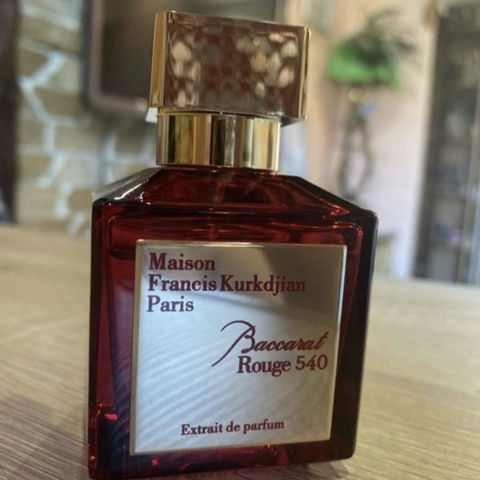 Maison
Francis Kurkdjian
Paris
Baccarat
Rouge 540
Extrait de parfum